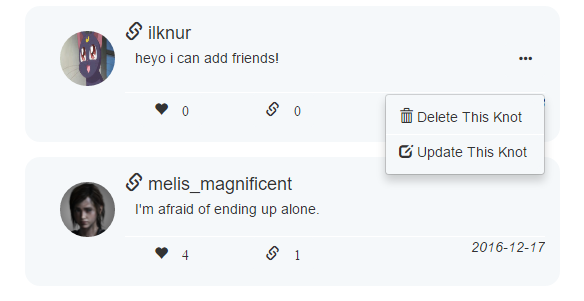 ilknur
heyo i can add friends!
0 0
Delete This Knot
Update This Knot
melis_magnificent
I'm afraid of ending up alone.
4 1 2016-12-17